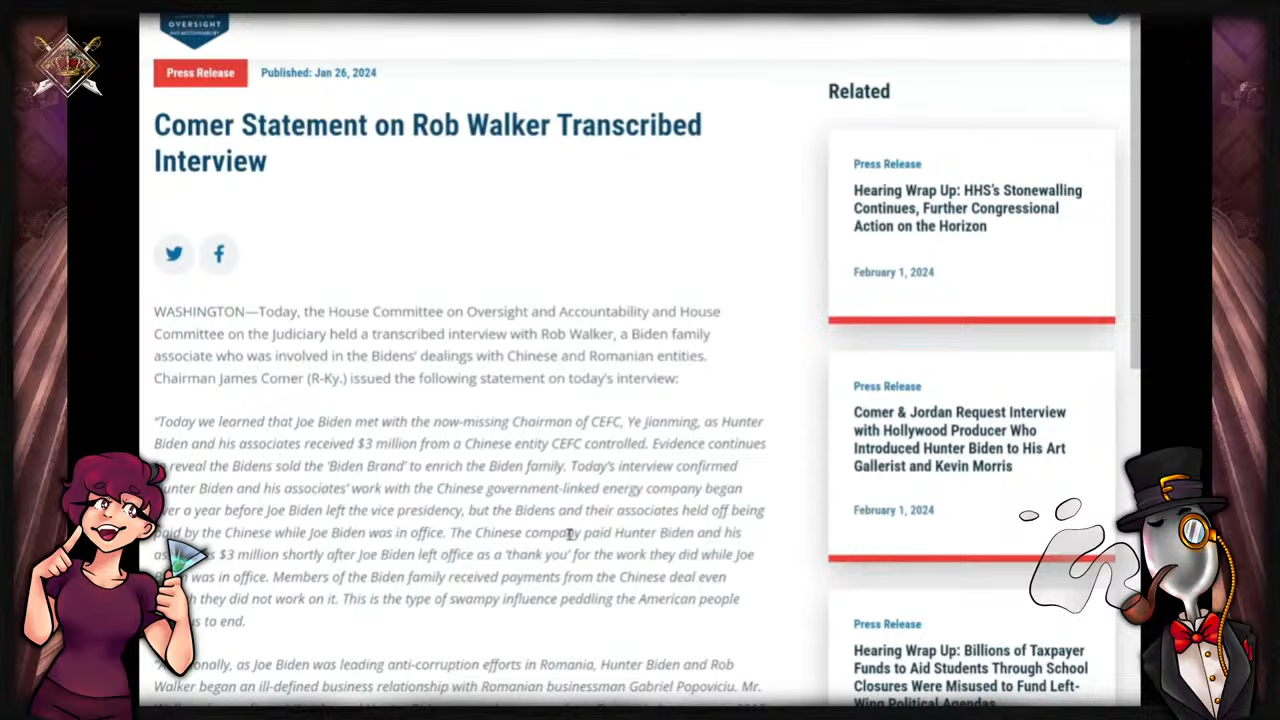 OVERSIGHT
Press Release
Published: Jan 26, 2024
Comer Statement on Rob Walker Transcribed
Interview
WASHINGTON—Today, the House Committee on Oversight and Accountability and House
Committee on the Judiciary held a transcribed interview with Rob Walker, a Biden family
associate who was involved in the Bidens' dealings with Chinese and Romanian entities.
Chairman James Comer (R-Ky.) issued the following statement on today's interview:
"Today we learned that Joe Biden met with the now-missing Chairman of CEFC, Ye Jianming, as Hunter
Biden and his associates received $3 million from a Chinese entity CEFC controlled. Evidence continues
reveal the Bidens sold the 'Biden Brand' to enrich the Biden family. Today's interview confirmed
unter Biden and his associates' work with the Chinese government-linked energy company began
er a year before Joe Biden left the vice presidency, but the Bidens and their associates held off being
paid by the Chinese while Joe Biden was in office. The Chinese company paid Hunter Biden and his
as s $3 million shortly after Joe Biden left office as a 'thank you' for the work they did while Joe
was in office. Members of the Biden family received payments from the Chinese deal even
h they did not work on it. This is the type of swampy influence peddling the American people
us to end.
onally, as Joe Biden was leading anti-corruption efforts in Romania, Hunter Biden and Rob
Walker began an ill-defined business relationship with Romanian businessman Gabriel Popoviciu. Mr.
Related
Press Release
Hearing Wrap Up: HHS's Stonewalling
Continues, Further Congressional
Action on the Horizon
February 1, 2024
Press Release
Comer & Jordan Request Interview
with Hollywood Producer Who
Introduced Hunter Biden to His Art
Gallerist and Kevin Morris
February 1, 2024
Press Release
Hearing Wrap Up: Billions of Taxpayer
Funds to Aid Students Through School
Closures Were Misused to Fund Left-
Wing Political Agendas